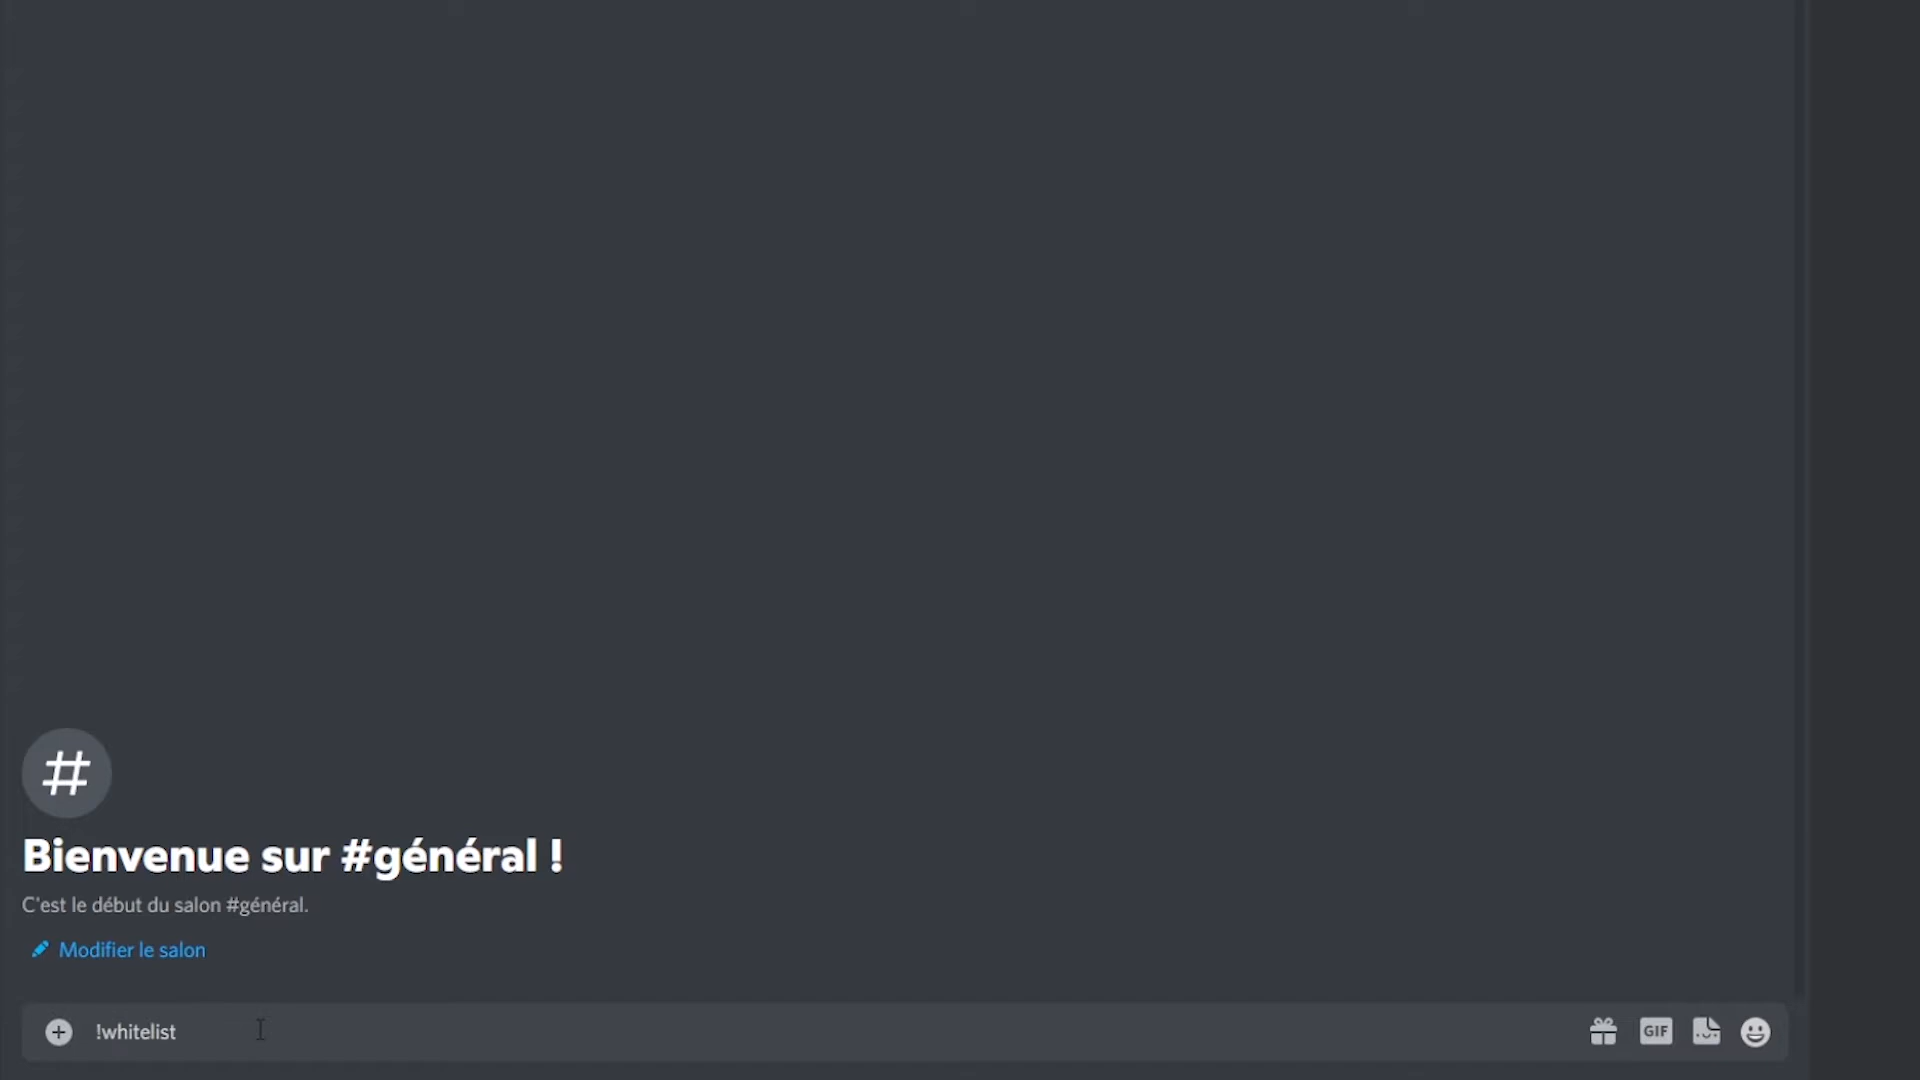 #
Bienvenue sur #général !
C'est le début du salon #général.
Modifier le salon
!whitelist
GIF